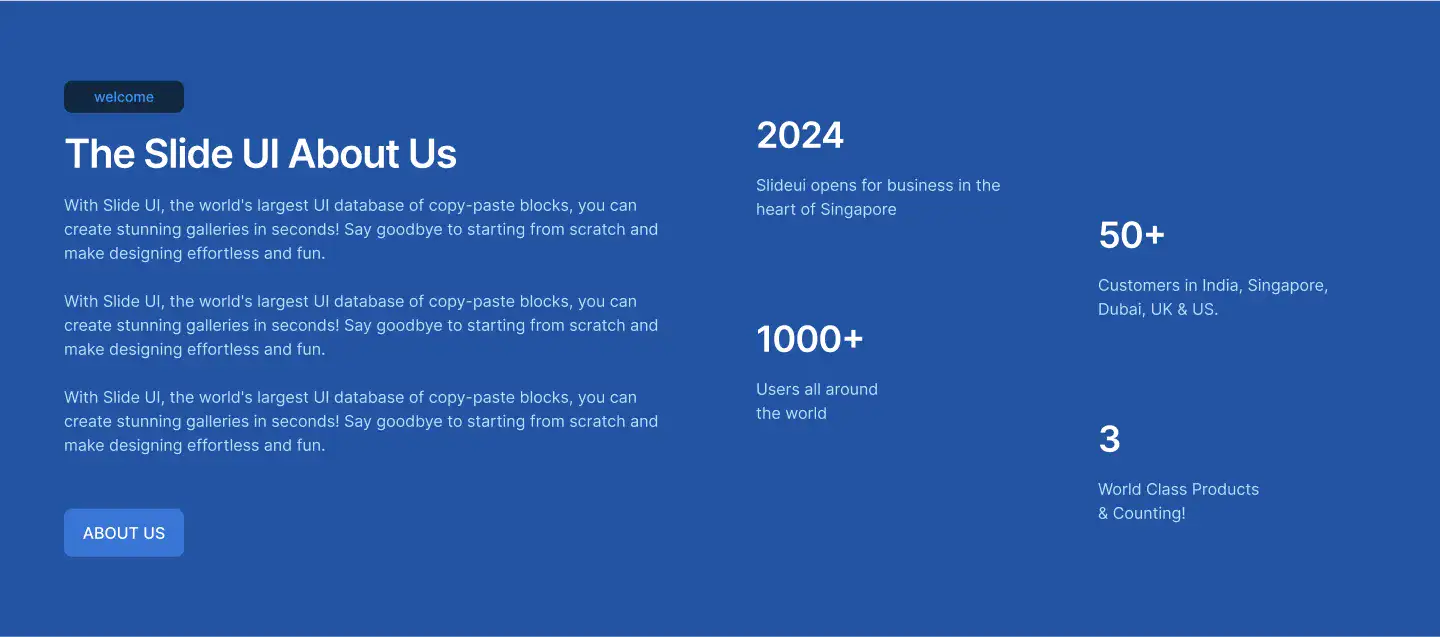 welcome
The Slide UI About Us
With Slide UI, the world's largest UI database of copy-paste blocks, you can
create stunning galleries in seconds! Say goodbye to starting from scratch and
make designing effortless and fun.
With Slide UI, the world's largest UI database of copy-paste blocks, you can
create stunning galleries in seconds! Say goodbye to starting from scratch and
make designing effortless and fun.
With Slide UI, the world's largest UI database of copy-paste blocks, you can
create stunning galleries in seconds! Say goodbye to starting from scratch and
make designing effortless and fun.
ABOUT US
2024
Slideui opens for business in the
heart of Singapore
1000+
Users all around
the world
50+
Customers in India, Singapore,
Dubai, UK & US.
3
World Class Products
& Counting!